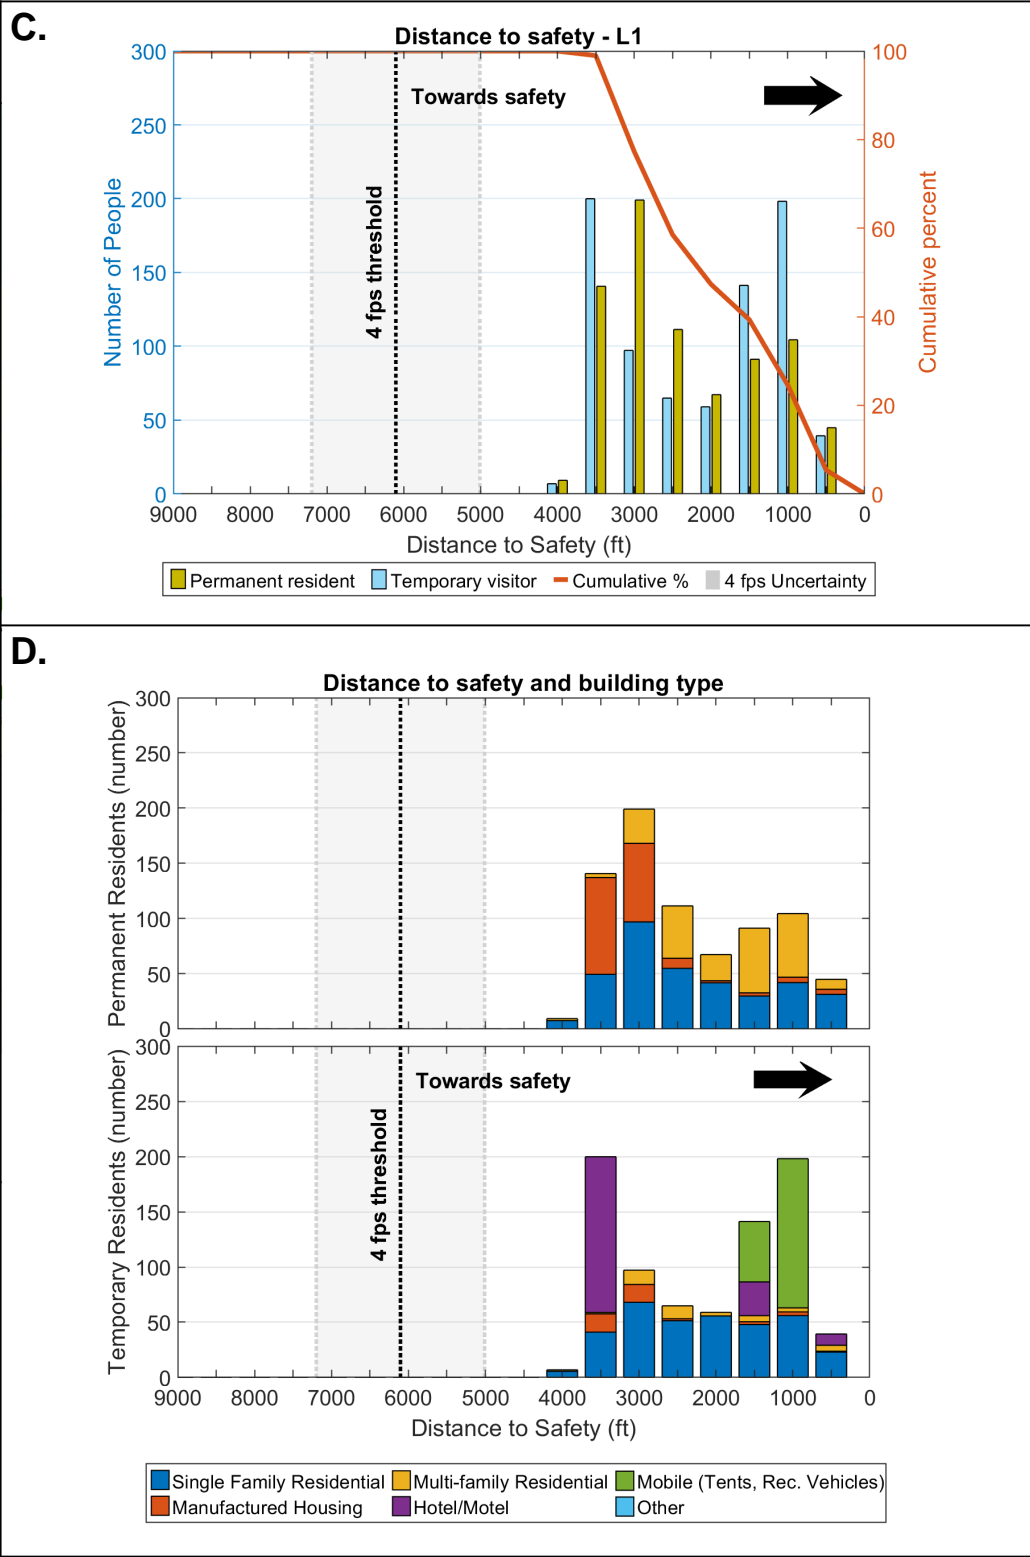 C.
Distance to safety - L1
300
250
200
150
100
50
0
Number of People
100
80
60
40
20
0
Cumulative percent
Towards safety
4 fps threshold
9000 8000 7000 6000 5000 4000 3000 2000 1000 0
Distance to Safety (ft)
Permanent resident Temporary visitor Cumulative % 4 fps Uncertainty
D.
Distance to safety and building type
300
250
200
150
100
50
0
Permanent Residents (number)
300
250
200
150
100
50
0
Temporary Residents (number)
Towards safety
4 fps threshold
9000 8000 7000 6000 5000 4000 3000 2000 1000 0
Distance to Safety (ft)
Single Family Residential Multi-family Residential Mobile (Tents, Rec. Vehicles)
Manufactured Housing Hotel/Motel Other